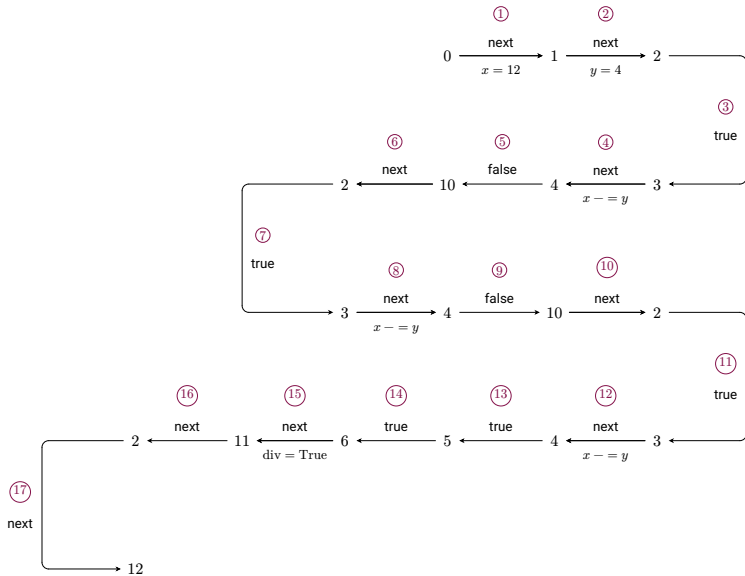 ① ②
next next
0 1 2
x = 12 y = 4
③
true
⑥ ⑤ ④
next false next
2 10 4 3
x − = y
⑦
true
⑧ ⑨ ⑩
next false next
3 4 10 2
x − = y
⑪
true
⑯ ⑮ ⑭ ⑬ ⑫
next next true true next
2 11 6 5 4 3
div = True x − = y
⑰
next
12